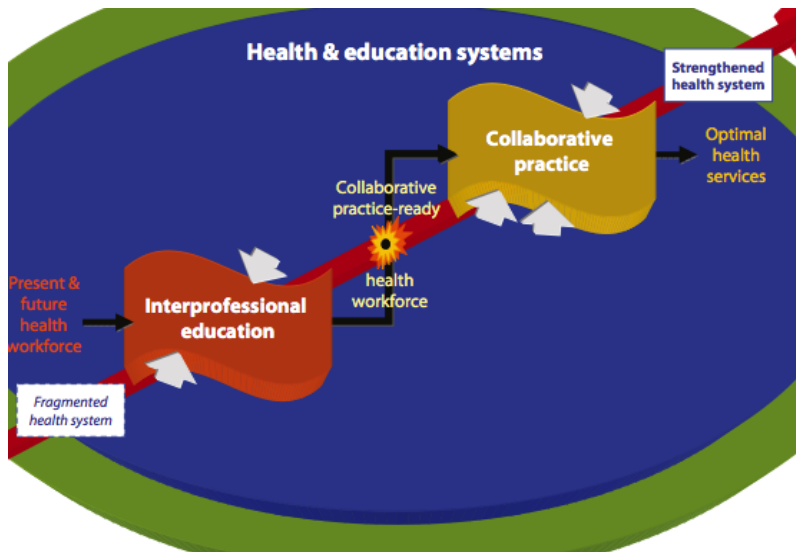 Health & education systems
Strengthened
health system
Collaborative
practice
Optimal
health
services
Collaborative
practice-ready
health
workforce
Interprofessional
education
Present &
future
health
workforce
Fragmented
health system